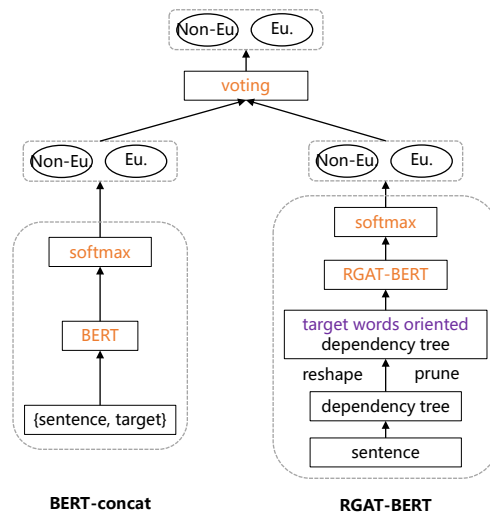 Non-Eu. Eu.
voting
Non-Eu. Eu.
Non-Eu. Eu.
softmax
BERT
{sentence, target}
BERT-concat
softmax
RGAT-BERT
target words oriented
dependency tree
reshape prune
dependency tree
sentence
RGAT-BERT